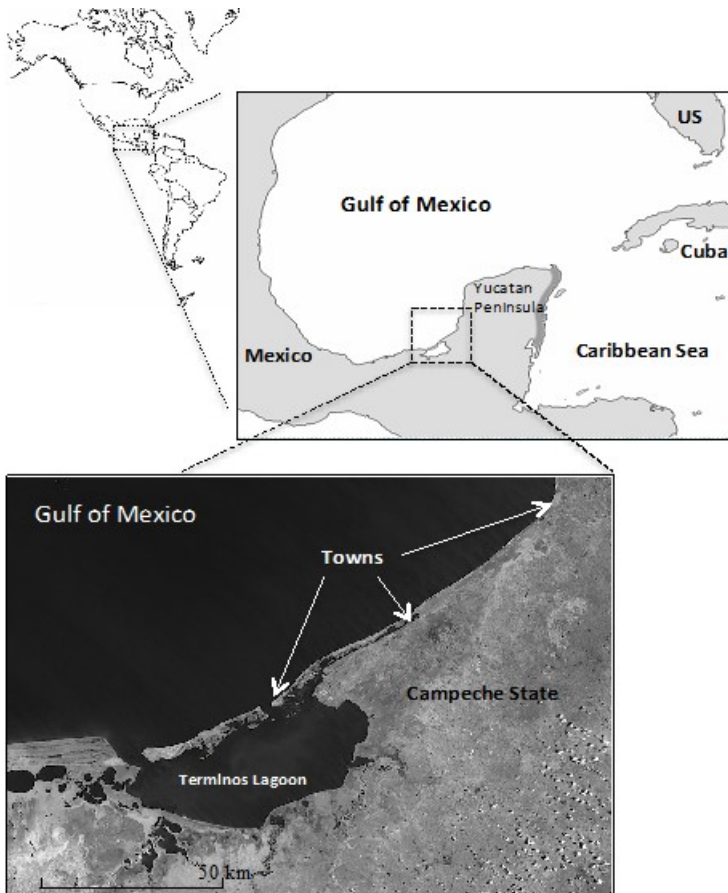 US
Gulf of Mexico
Cuba
Yucatan
Peninsula
Mexico
Caribbean Sea
Gulf of Mexico
Towns
Campeche State
Terminos Lagoon
50 km